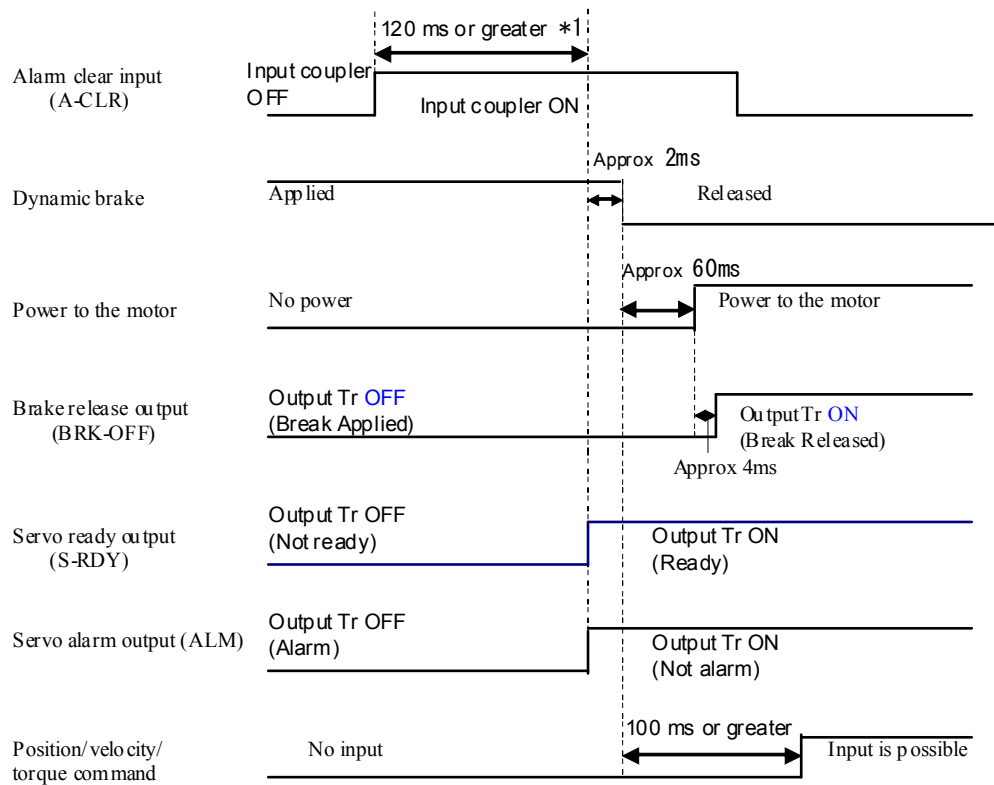 120 ms or greater *1
Alarm clear input
(A-CLR)
Input coupler
OFF
Input coupler ON
Approx 2ms
Dynamic brake
Applied
Released
Approx 60ms
Power to the motor
No power
Power to the motor
Brake release output
(BRK-OFF)
Output Tr OFF
(Break Applied)
Output Tr ON
(Break Released)
Approx 4ms
Servo ready output
(S-RDY)
Output Tr OFF
(Not ready)
Output Tr ON
(Ready)
Servo alarm output (ALM)
Output Tr OFF
(Alarm)
Output Tr ON
(Not alarm)
100 ms or greater
Position/velocity/
torque command
No input
Input is possible